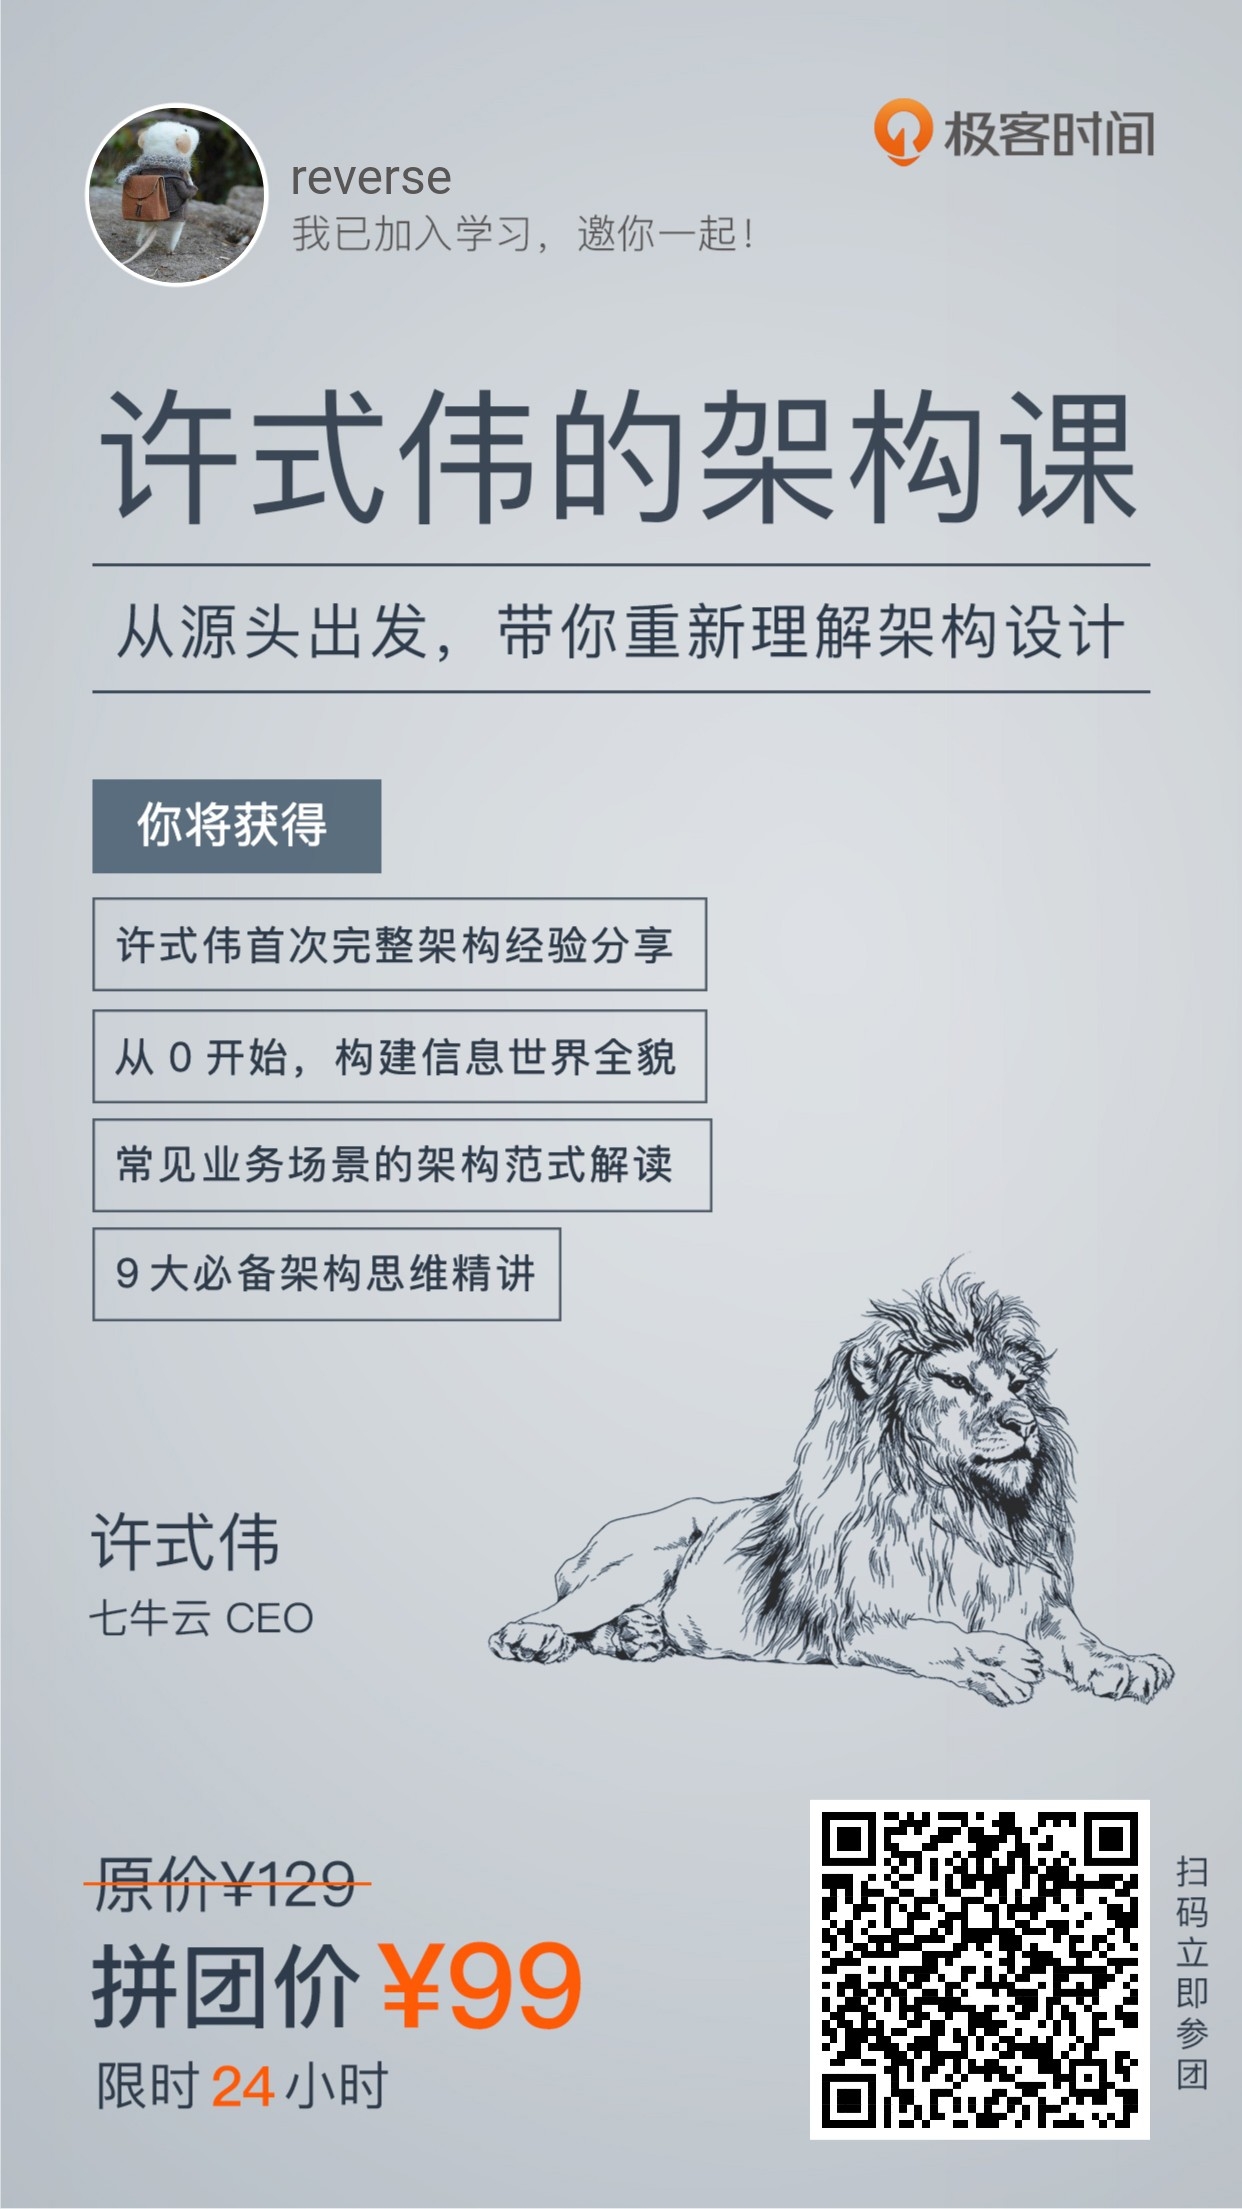 极客时间
reverse
我已加入学习，邀你一起！
许式伟的架构课
从源头出发，带你重新理解架构设计
你将获得
许式伟首次完整架构经验分享
从 0 开始，构建信息世界全貌
常见业务场景的架构范式解读
9 大必备架构思维精讲
许式伟
七牛云 CEO
原价¥129
拼团价 ¥99
限时 24 小时
扫码立即参团